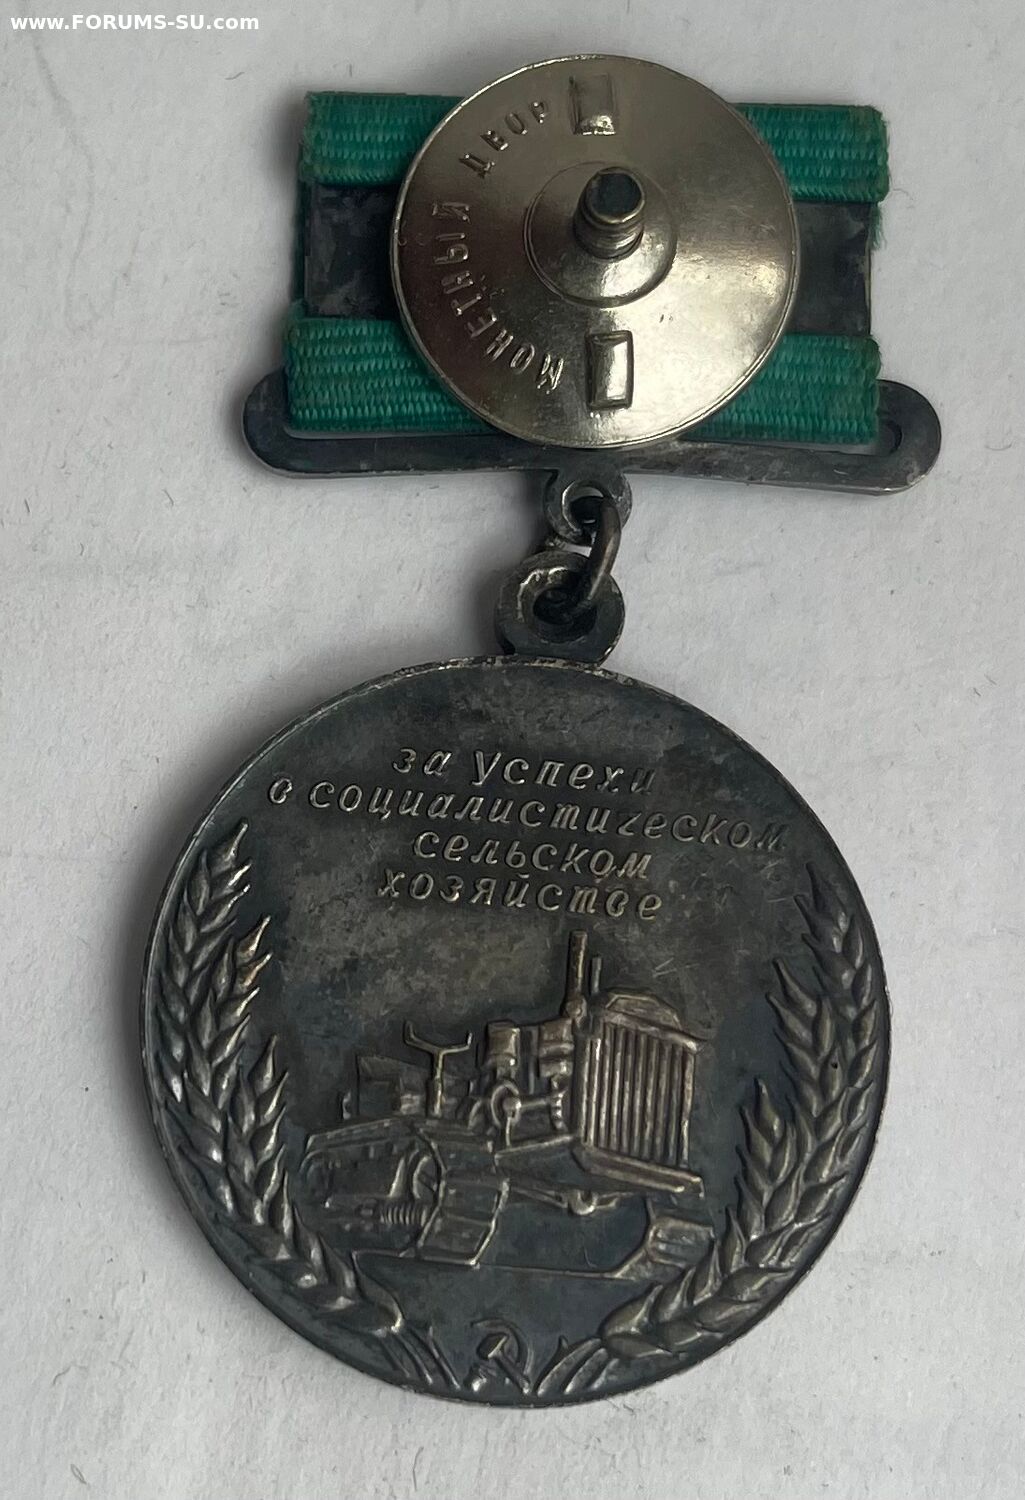 www.FORUMS-SU.com
МОНЕТНЫЙ ДВОР
за успехи
в социалистическом
сельском
хозяйстве